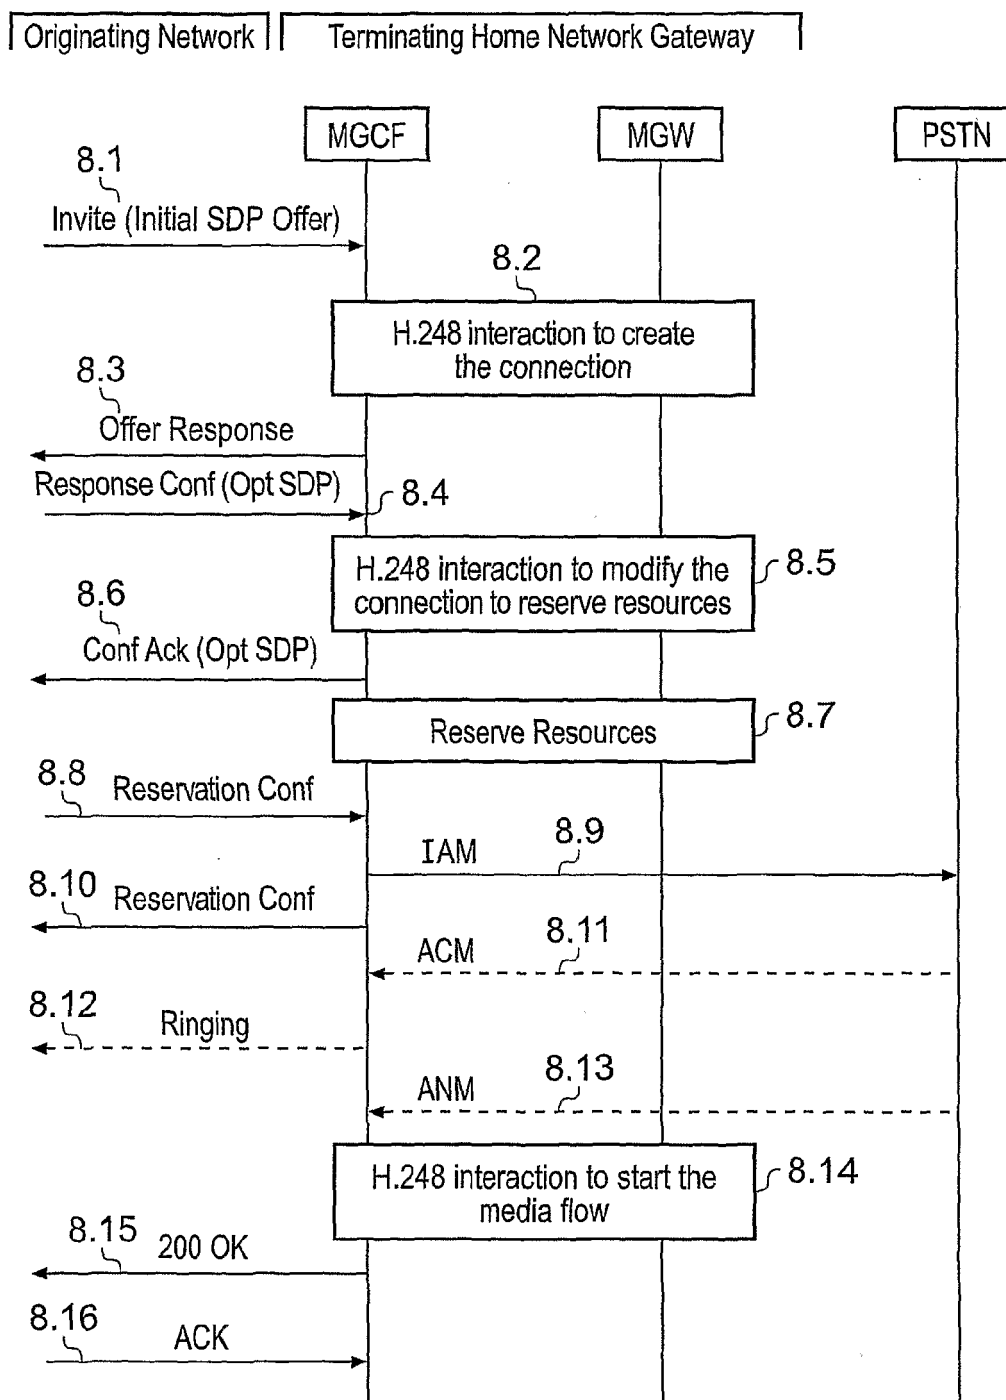 Originating Network
Terminating Home Network Gateway
MGCF
MGW
PSTN
8.1
Invite (Initial SDP Offer)
8.2
H.248 interaction to create
the connection
8.3
Offer Response
Response Conf (Opt SDP)
8.4
H.248 interaction to modify the
connection to reserve resources
8.5
8.6
Conf Ack (Opt SDP)
Reserve Resources
8.7
8.8
Reservation Conf
IAM
8.9
8.10
Reservation Conf
ACM
8.11
8.12
Ringing
ANM
8.13
H.248 interaction to start the
media flow
8.14
8.15
200 OK
8.16
ACK